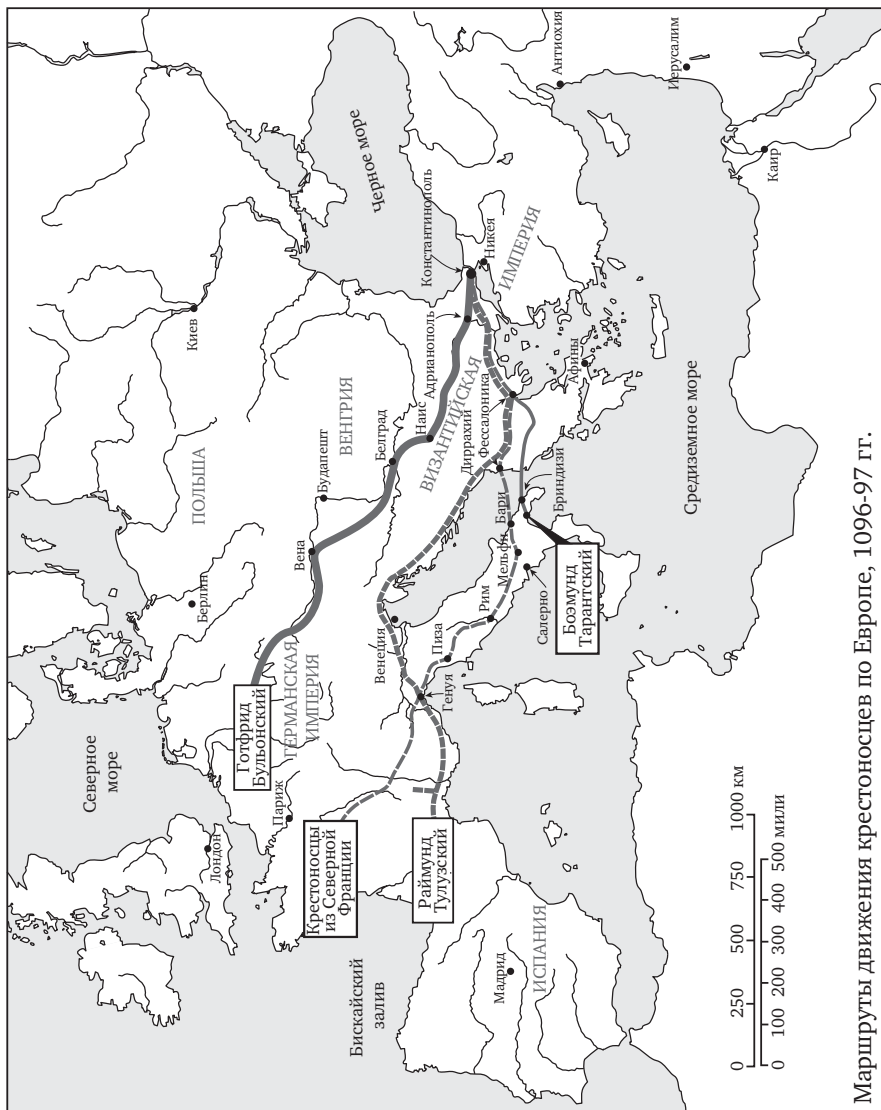 Северное
море
Лондон
Париж
Берлин
ПОЛЬША
Киев
Готфрид
Бульонский
ГЕРМАНСКАЯ
ИМПЕРИЯ
Вена
Будапешт
ВЕНГРИЯ
Белград
Наис
Адрианополь
Константинополь
Черное море
Никея
ВИЗАНТИЙСКАЯ
ИМПЕРИЯ
Крестоносцы
из Северной
Франции
Раймунд
Тулузский
Бискайский
залив
Мадрид
ИСПАНИЯ
Венеция
Генуя
Пиза
Рим
Салерно
Мельфи
Бари
Бриндизи
Диррахий
Фессалоника
Афины
Боэмунд
Тарантский
Средиземное море
Антиохия
Иерусалим
Каир
0 250 500 750 1000 км
0 100 200 300 400 500 мили
Маршруты движения крестоносцев по Европе, 1096-97 гг.